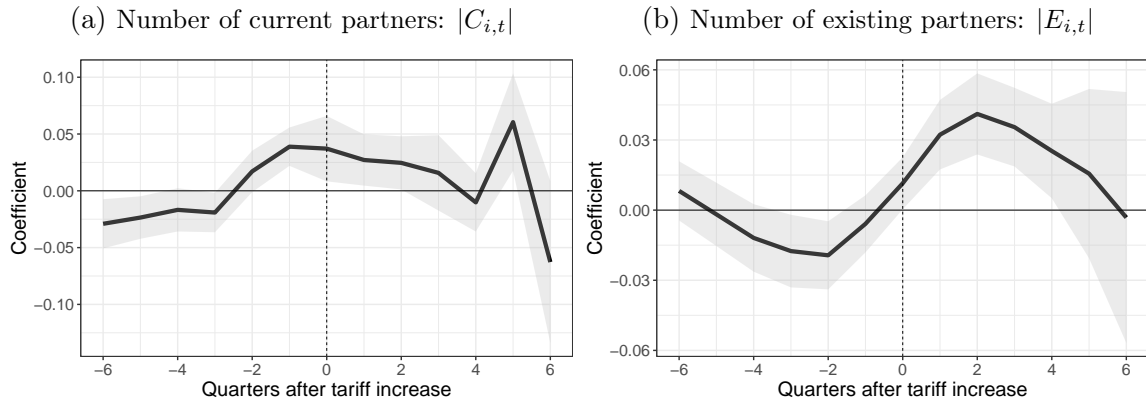 (a) Number of current partners: |C_{i,t}|
0.10
0.05
0.00
−0.05
−0.10
Coefficient
−6 −4 −2 0 2 4 6
Quarters after tariff increase
(b) Number of existing partners: |E_{i,t}|
0.06
0.03
0.00
−0.03
−0.06
Coefficient
−6 −4 −2 0 2 4 6
Quarters after tariff increase